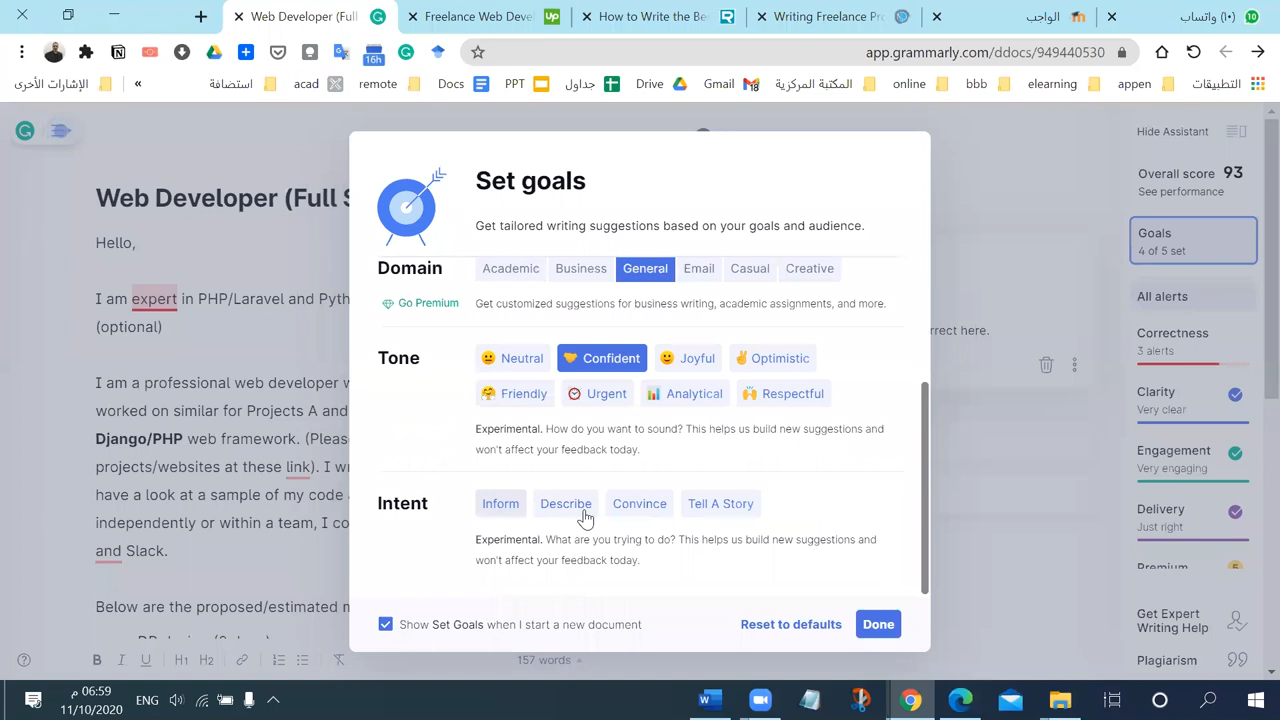 Web Developer (Full
Freelance Web Dev
How to Write the Be
Writing Freelance Pro
الواجب
(١٠) واتساب
10
app.grammarly.com/ddocs/949440530
16h
الإشارات الأخرى
»
استضافة
acad
remote
Docs
PPT
جداول
Drive
Gmail
المكتبة المركزية
online
bbb
elearning
appen
التطبيقات
Web Developer (Full S
Hello,
I am expert in PHP/Laravel and Pyth
(optional)
I am a professional web developer w
worked on similar for Projects A and
Django/PHP web framework. (Pleas
projects/websites at these link). I wr
have a look at a sample of my code
independently or within a team, I co
and Slack.
Below are the proposed/estimated m
rrect here.
Set goals
Get tailored writing suggestions based on your goals and audience.
Domain
Academic
Business
General
Email
Casual
Creative
Go Premium
Get customized suggestions for business writing, academic assignments, and more.
Tone
Neutral
Confident
Joyful
Optimistic
Friendly
Urgent
Analytical
Respectful
Experimental. How do you want to sound? This helps us build new suggestions and
won't affect your feedback today.
Intent
Inform
Describe
Convince
Tell A Story
Experimental. What are you trying to do? This helps us build new suggestions and
won't affect your feedback today.
Show Set Goals when I start a new document
Reset to defaults
Done
Hide Assistant
Overall score 93
See performance
Goals
4 of 5 set
All alerts
Correctness
3 alerts
Clarity
Very clear
Engagement
Very engaging
Delivery
Just right
Premium
Get Expert
Writing Help
Plagiarism
B I U H1 H2
157 words
06:59 م
11/10/2020
ENG